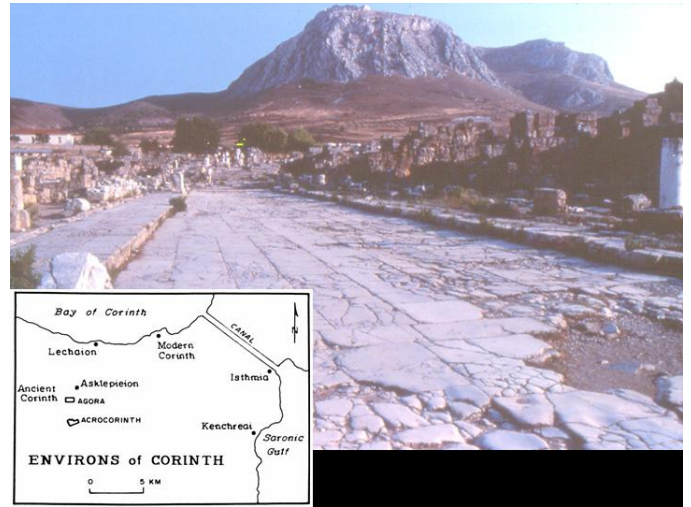 Bay of Corinth
CANAL
N
Lechaion
Modern
Corinth
Isthmia
Ancient
Corinth
Asklepieion
AGORA
ACROCORINTH
Kenchreai
Saronic
Gulf
ENVIRONS of CORINTH
0 5 KM